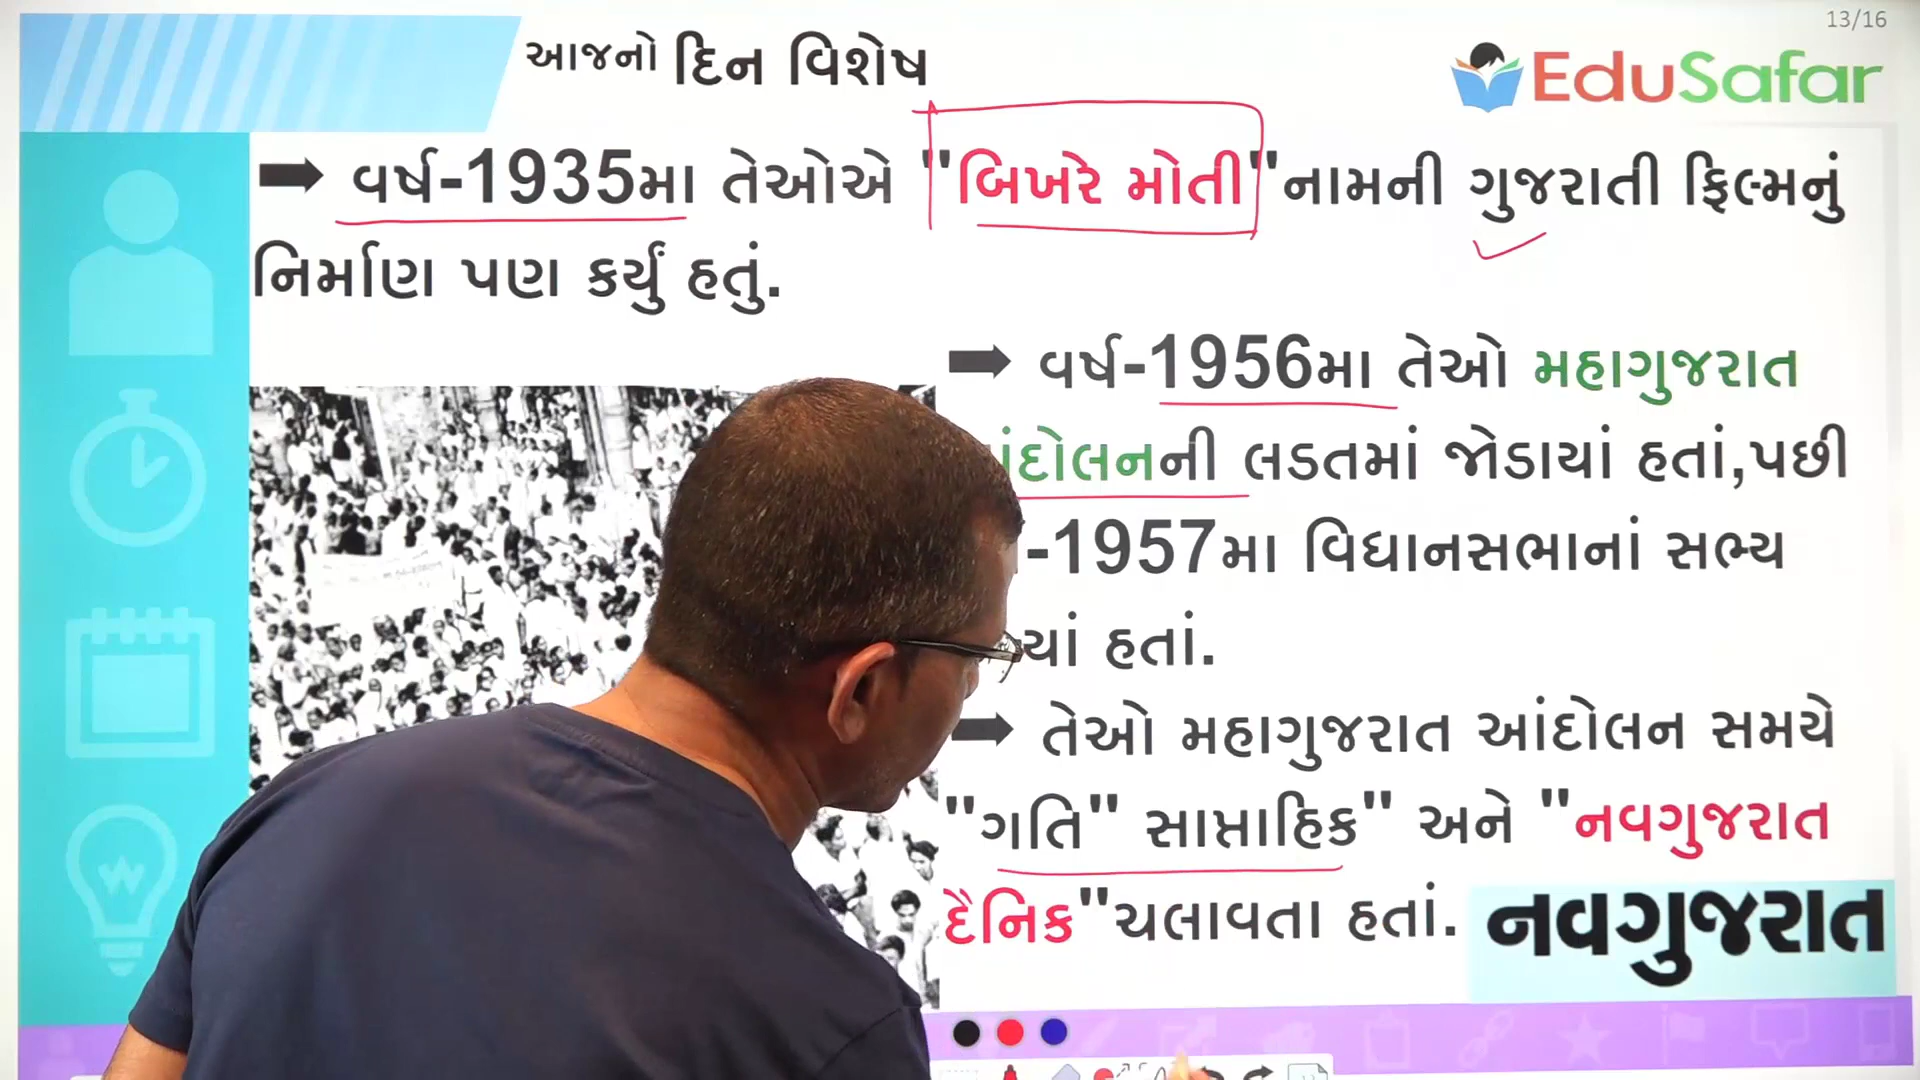 13/16
આજનો દિન વિશેષ
EduSafar
વર્ષ-1935મા તેઓએ "બિખરે મોતી"નામની ગુજરાતી ફિલ્મનું
નિર્માણ પણ કર્યું હતું.
વર્ષ-1956મા તેઓ મહાગુજરાત
ંદોલનની લડતમાં જોડાયાં હતાં,પછી
-1957મા વિધાનસભાનાં સભ્ય
યાં હતાં.
તેઓ મહાગુજરાત આંદોલન સમયે
"ગતિ" સાપ્તાહિક" અને "નવગુજરાત
દૈનિક"ચલાવતા હતાં.
નવગુજરાત